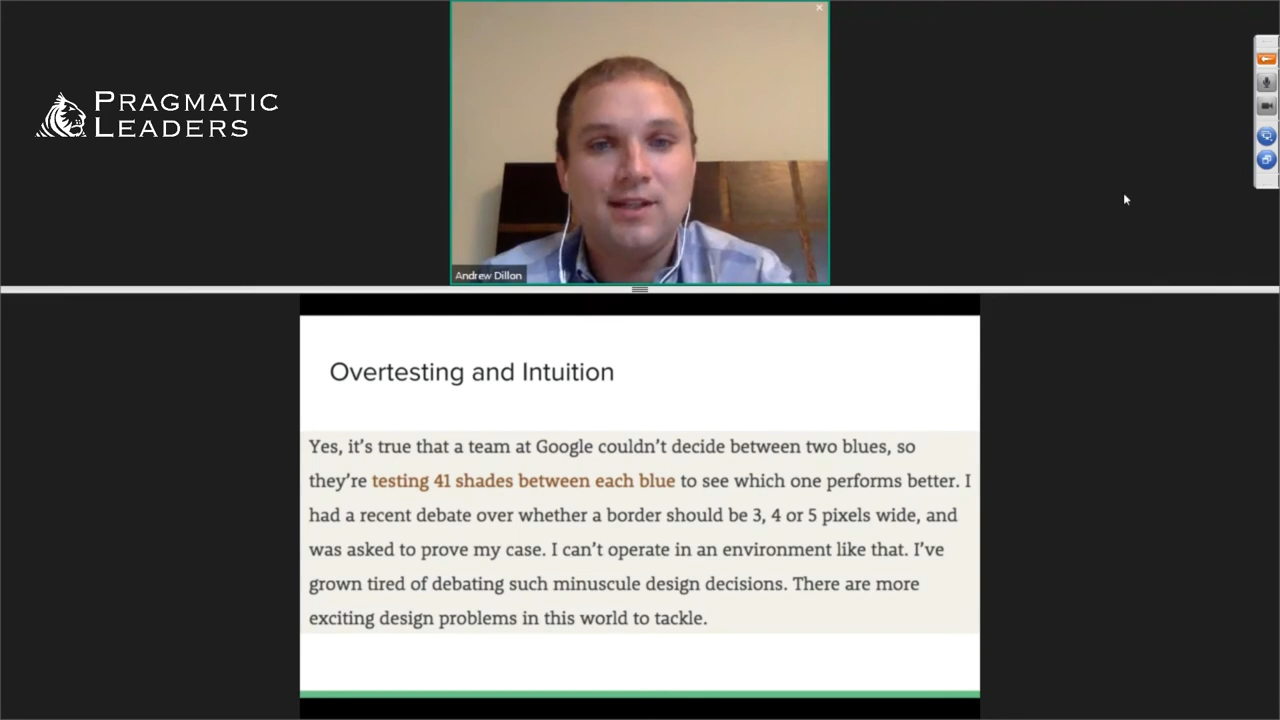 PRAGMATIC
LEADERS
Andrew Dillon
Overtesting and Intuition
Yes, it's true that a team at Google couldn't decide between two blues, so
they're testing 41 shades between each blue to see which one performs better. I
had a recent debate over whether a border should be 3, 4 or 5 pixels wide, and
was asked to prove my case. I can't operate in an environment like that. I've
grown tired of debating such minuscule design decisions. There are more
exciting design problems in this world to tackle.